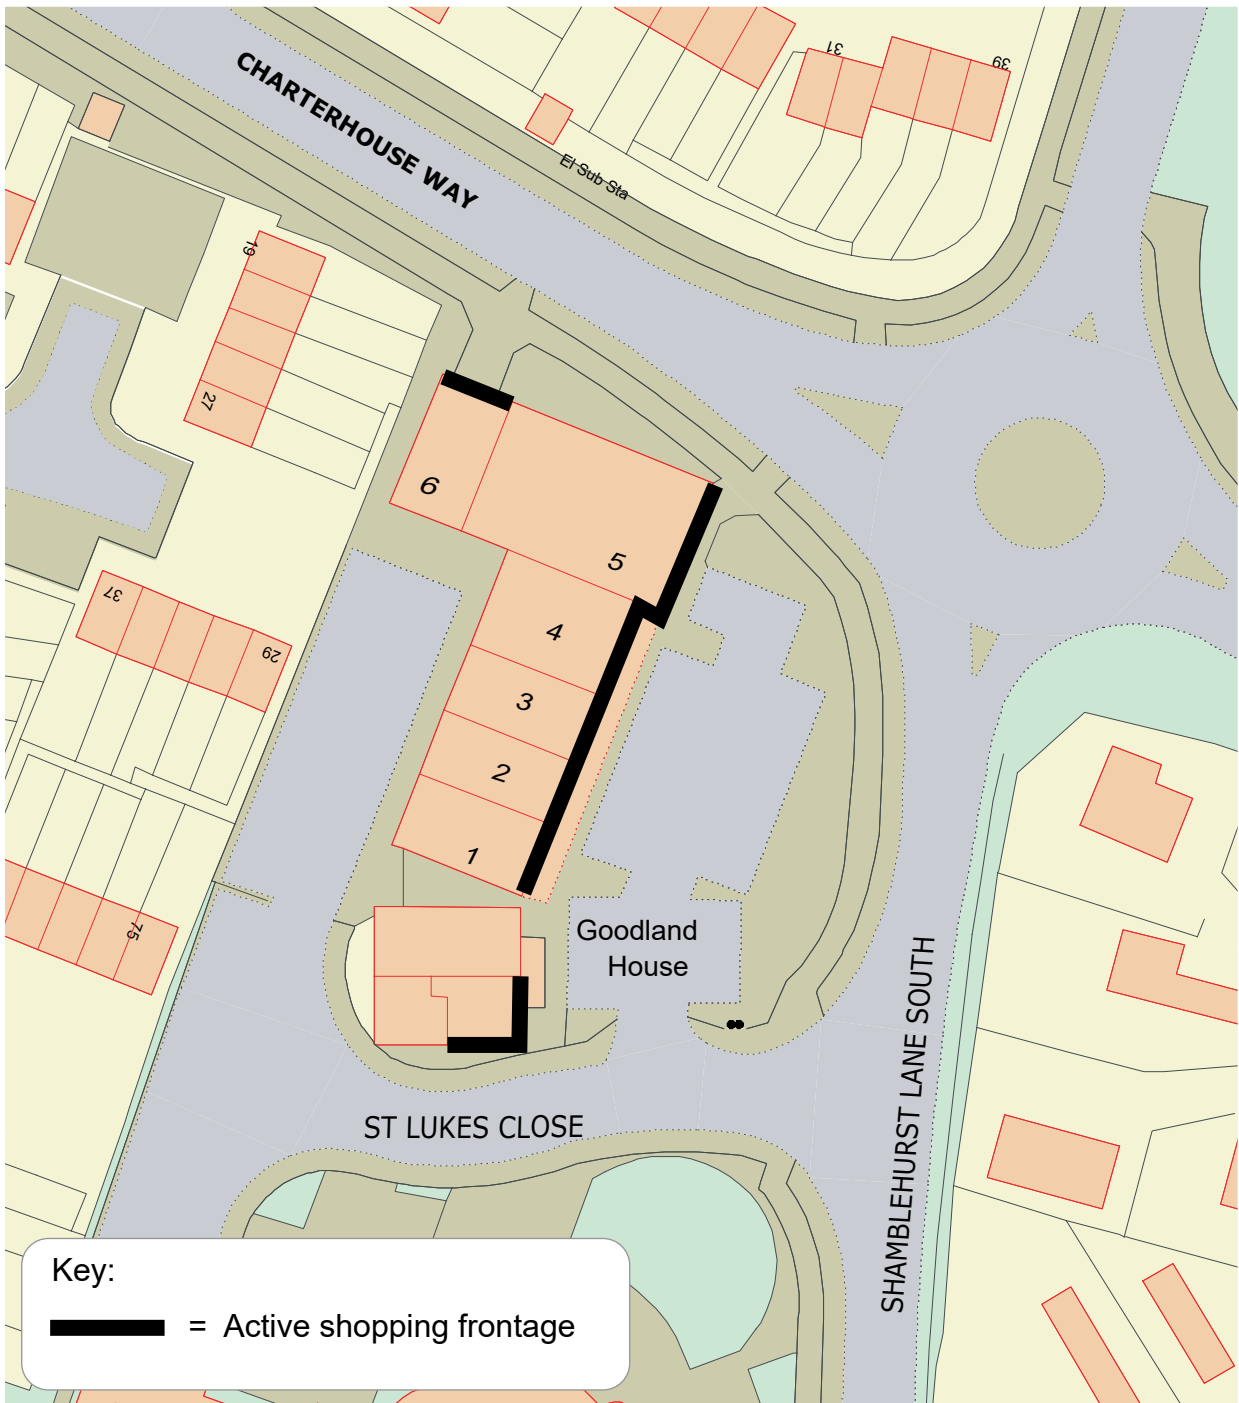 CHARTERHOUSE WAY
31
39
El Sub Sta
19
27
6
5
37
4
29
3
2
1
75
Goodland
House
ST LUKES CLOSE
SHAMBLEHURST LANE SOUTH
Key:
= Active shopping frontage